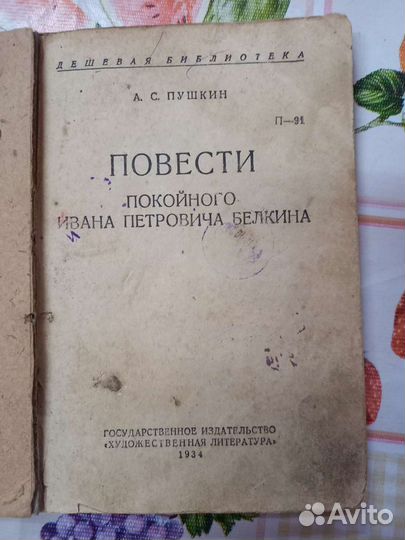 ДЕШЕВАЯ БИБЛИОТЕКА
А. С. ПУШКИН
П—91
ПОВЕСТИ
ПОКОЙНОГО
ИВАНА ПЕТРОВИЧА БЕЛКИНА
ГОСУДАРСТВЕННОЕ ИЗДАТЕЛЬСТВО
«ХУДОЖЕСТВЕННАЯ ЛИТЕРАТУРА»
1934
Avito